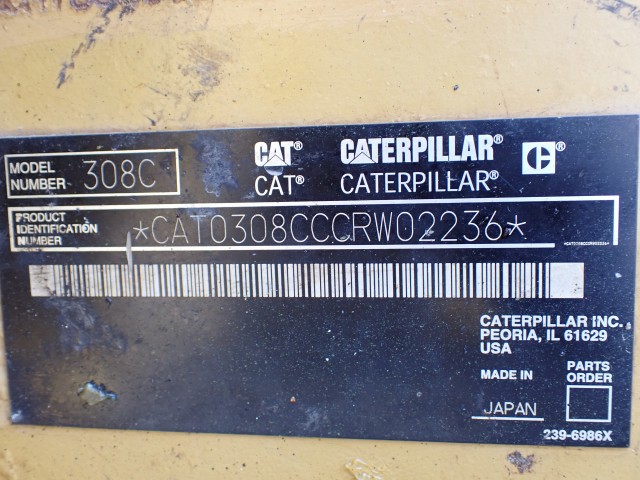 MODEL NUMBER 308C
CAT® CATERPILLAR® C®
CAT® CATERPILLAR®
PRODUCT IDENTIFICATION NUMBER *CAT0308CCCRW02236*
*CAT0308CCCRW02236*
CATERPILLAR INC.
PEORIA, IL 61629
USA
MADE IN PARTS ORDER
JAPAN
239-6986X